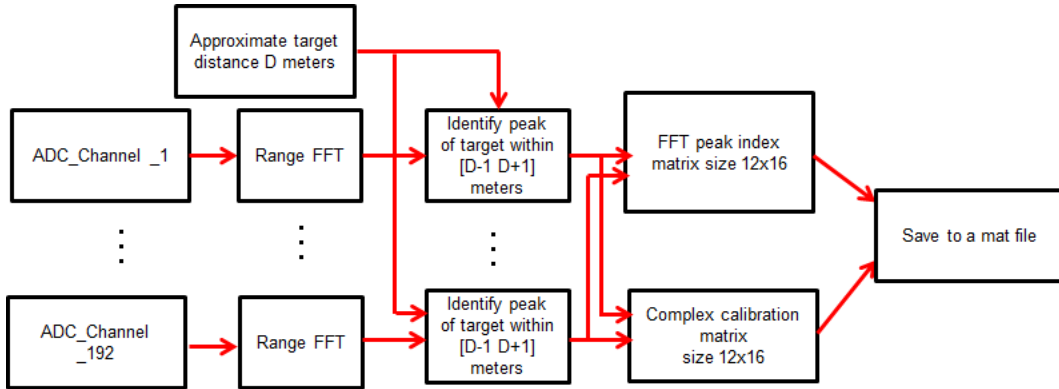 Approximate target
distance D meters
ADC_Channel _1
Range FFT
Identify peak
of target within
[D-1 D+1]
meters
FFT peak index
matrix size 12x16
Save to a mat file
ADC_Channel
_192
Range FFT
Identify peak
of target within
[D-1 D+1]
meters
Complex calibration
matrix
size 12x16